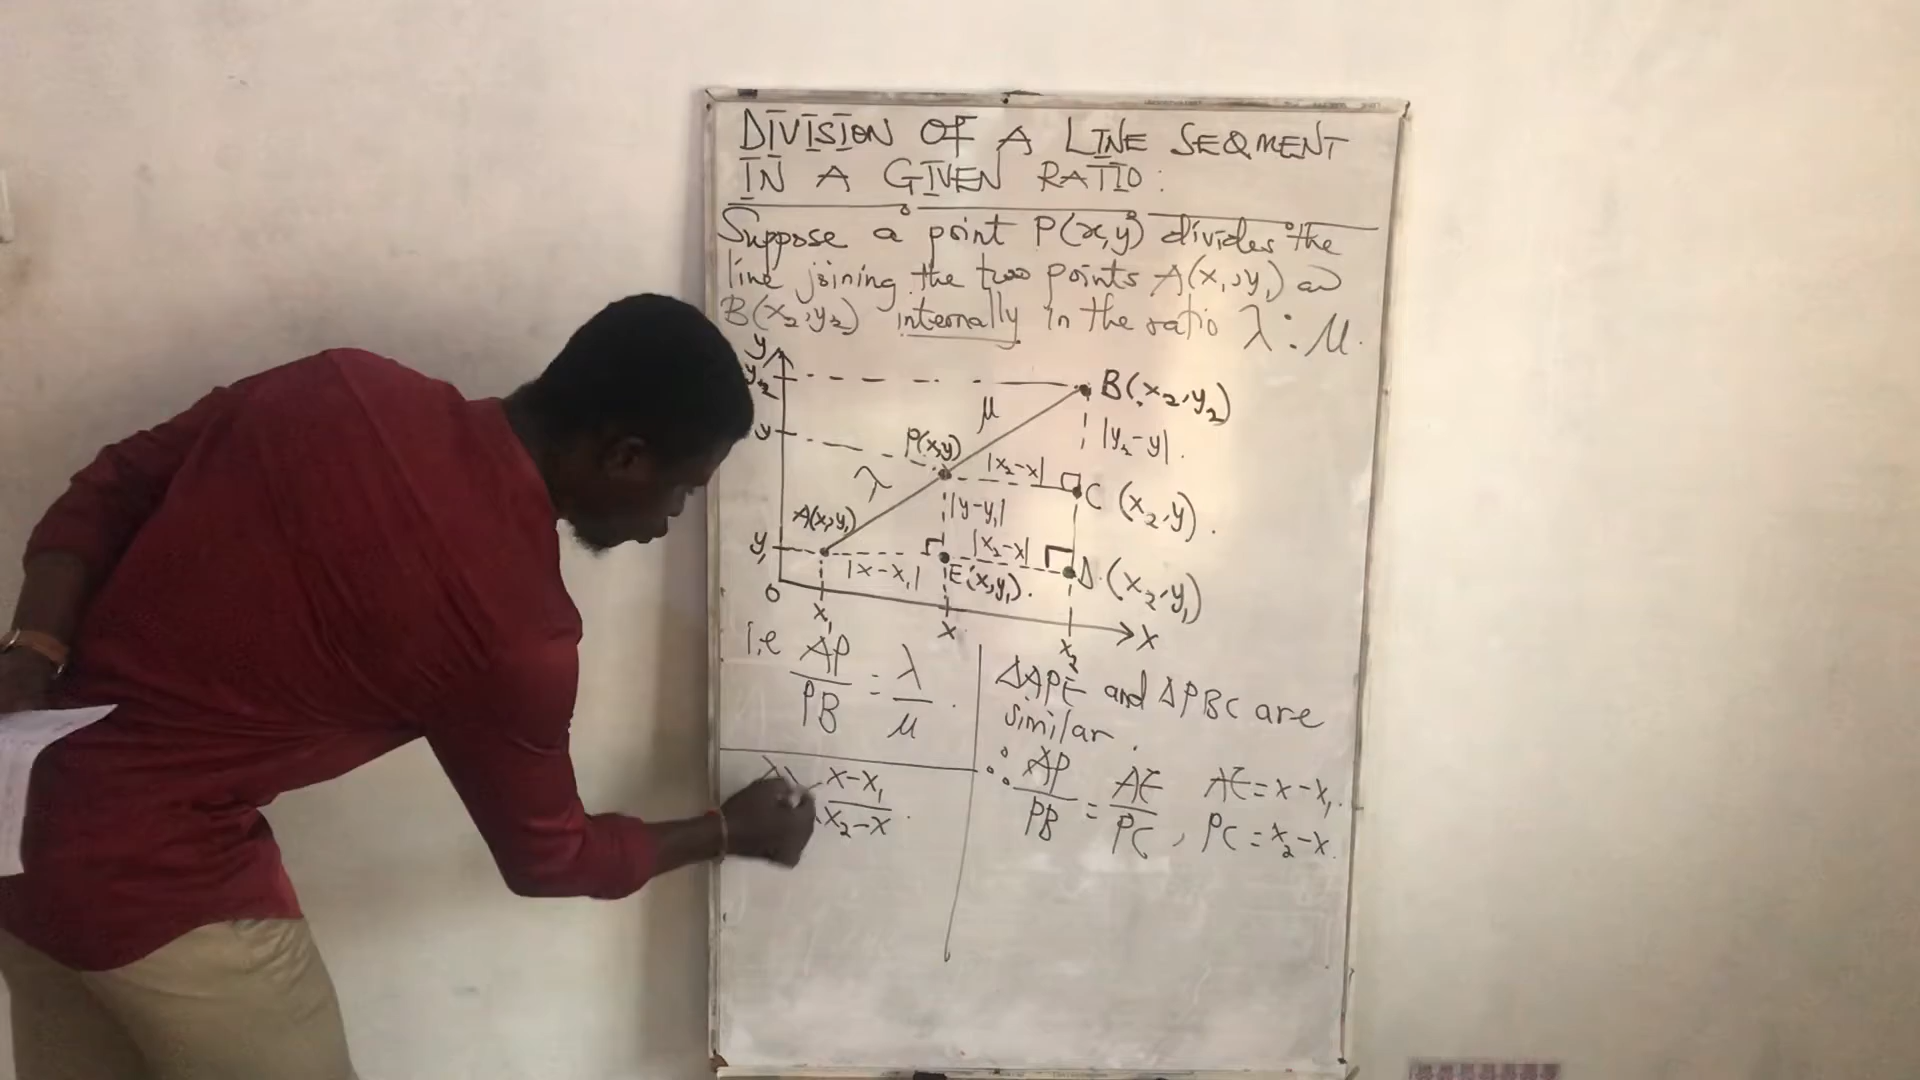 DIVISION OF A LINE SEGMENT
IN A GIVEN RATIO:
Suppose a point P(x,y) divides the
line joining the two points A(x₁,y₁) and
B(x₂,y₂) internally in the ratio λ:μ.
y
y₂
B(x₂,y₂)
μ
|y₂-y|.
y
P(x,y)
|x₂-x|
λ
C (x₂,y).
|y-y₁|
A(x₁,y₁)
y₁
|x₂-x|
|x-x₁|
E(x,y₁).
D.(x₂,y₁)
0
x₁
x
x₂
X
i.e AP/PB = λ/μ.
ΔAPE and ΔPBC are
similar.
∴ AP/PB = AE/PC, AE = x-x₁.
PC = x₂-x.
x-x₁/x₂-x.